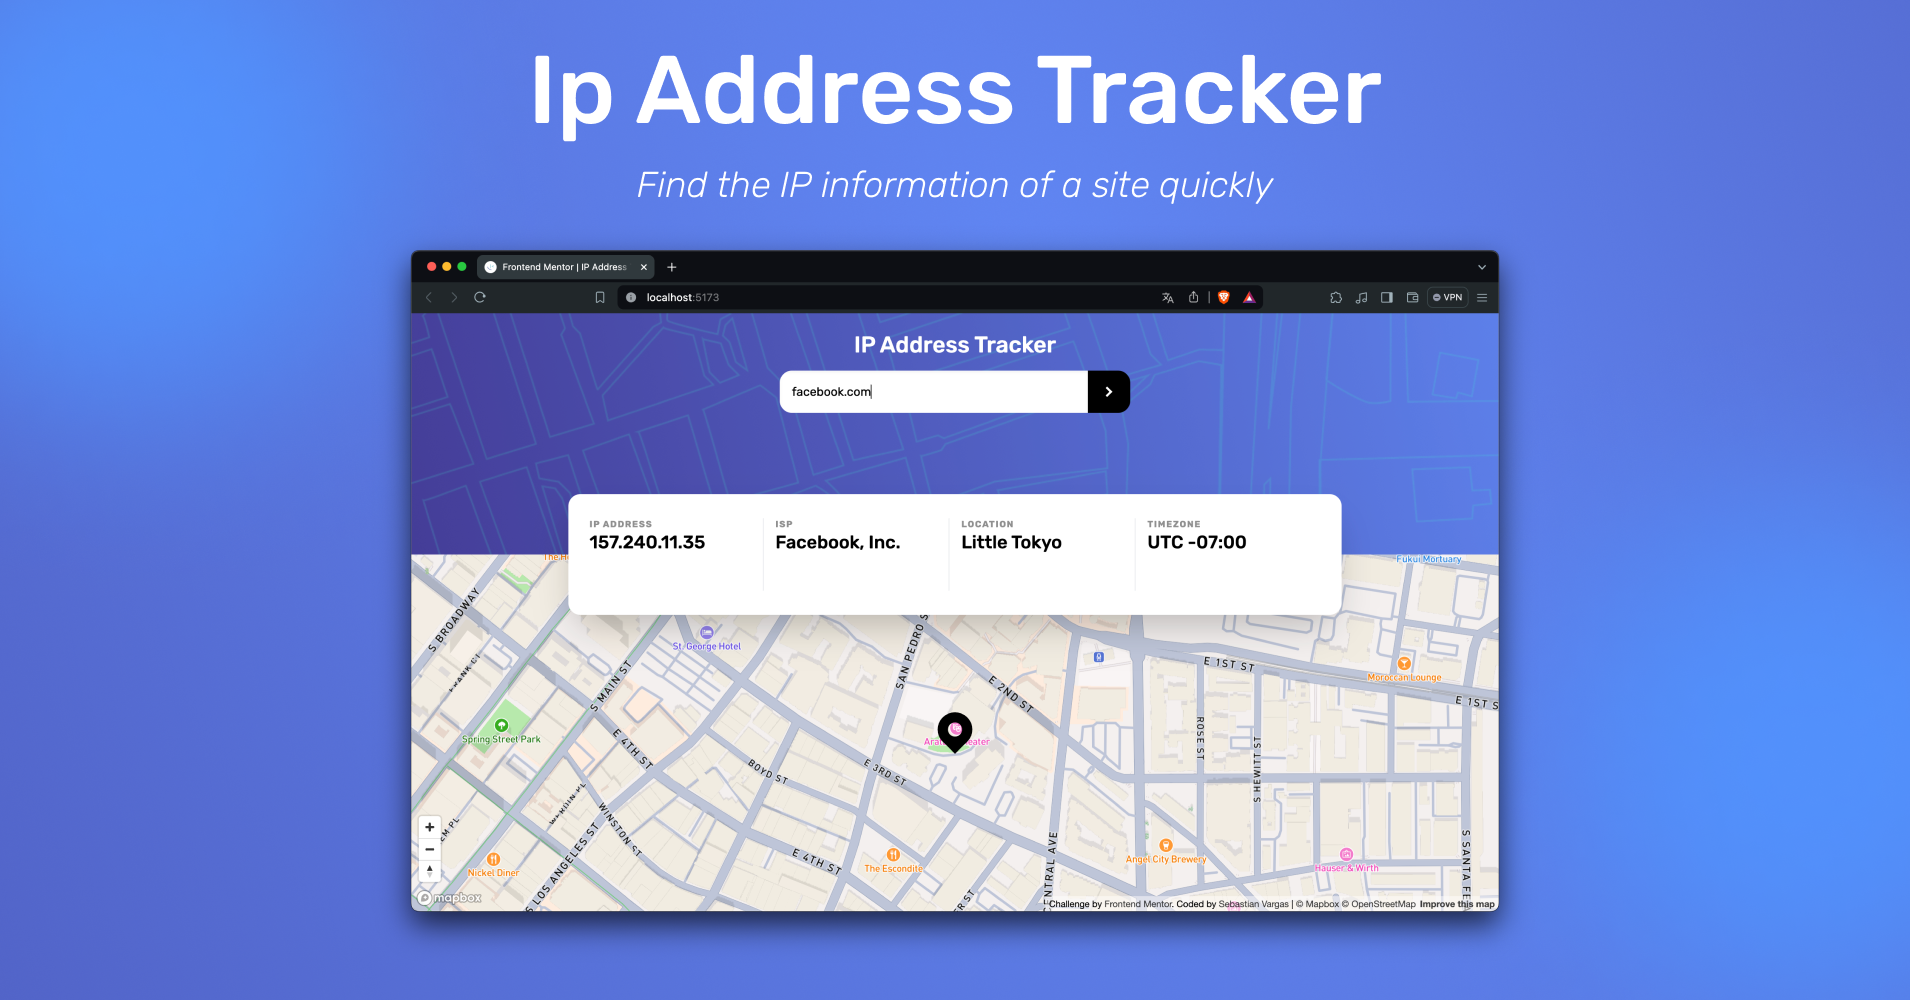 Ip Address Tracker
Find the IP information of a site quickly
Frontend Mentor | IP Address
localhost:5173
VPN
IP Address Tracker
facebook.com
IP ADDRESS
157.240.11.35
ISP
Facebook, Inc.
LOCATION
Little Tokyo
TIMEZONE
UTC -07:00
Fukui Mortuary
S BROADWAY
St. George Hotel
SAN PEDRO S
E 1ST ST
Moroccan Lounge
E 1ST S
S MAIN ST
E 2ND ST
Spring Street Park
E 4TH ST
BOYD ST
E 3RD ST
ROSE ST
S HEWITT ST
WINSTON ST
E 4TH ST
The Escondite
Angel City Brewery
Hauser & Wirth
Nickel Diner
S LOS ANGELES ST
CENTRAL AVE
S SANTA FE
mapbox
Challenge by Frontend Mentor. Coded by Sebastian Vargas | © Mapbox © OpenStreetMap Improve this map